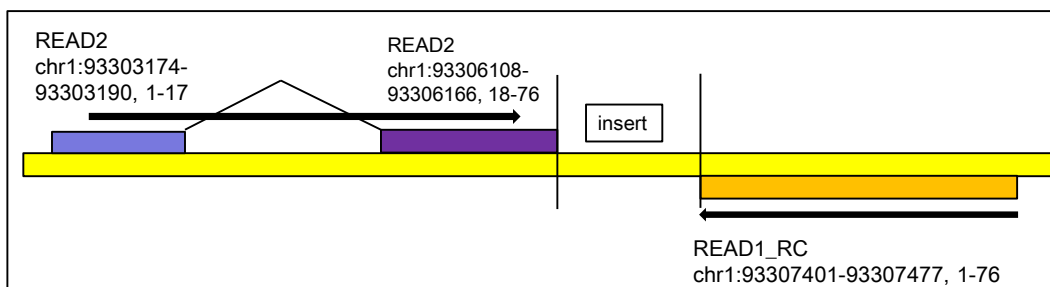 READ2
chr1:93303174-
93303190, 1-17
READ2
chr1:93306108-
93306166, 18-76
insert
READ1_RC
chr1:93307401-93307477, 1-76